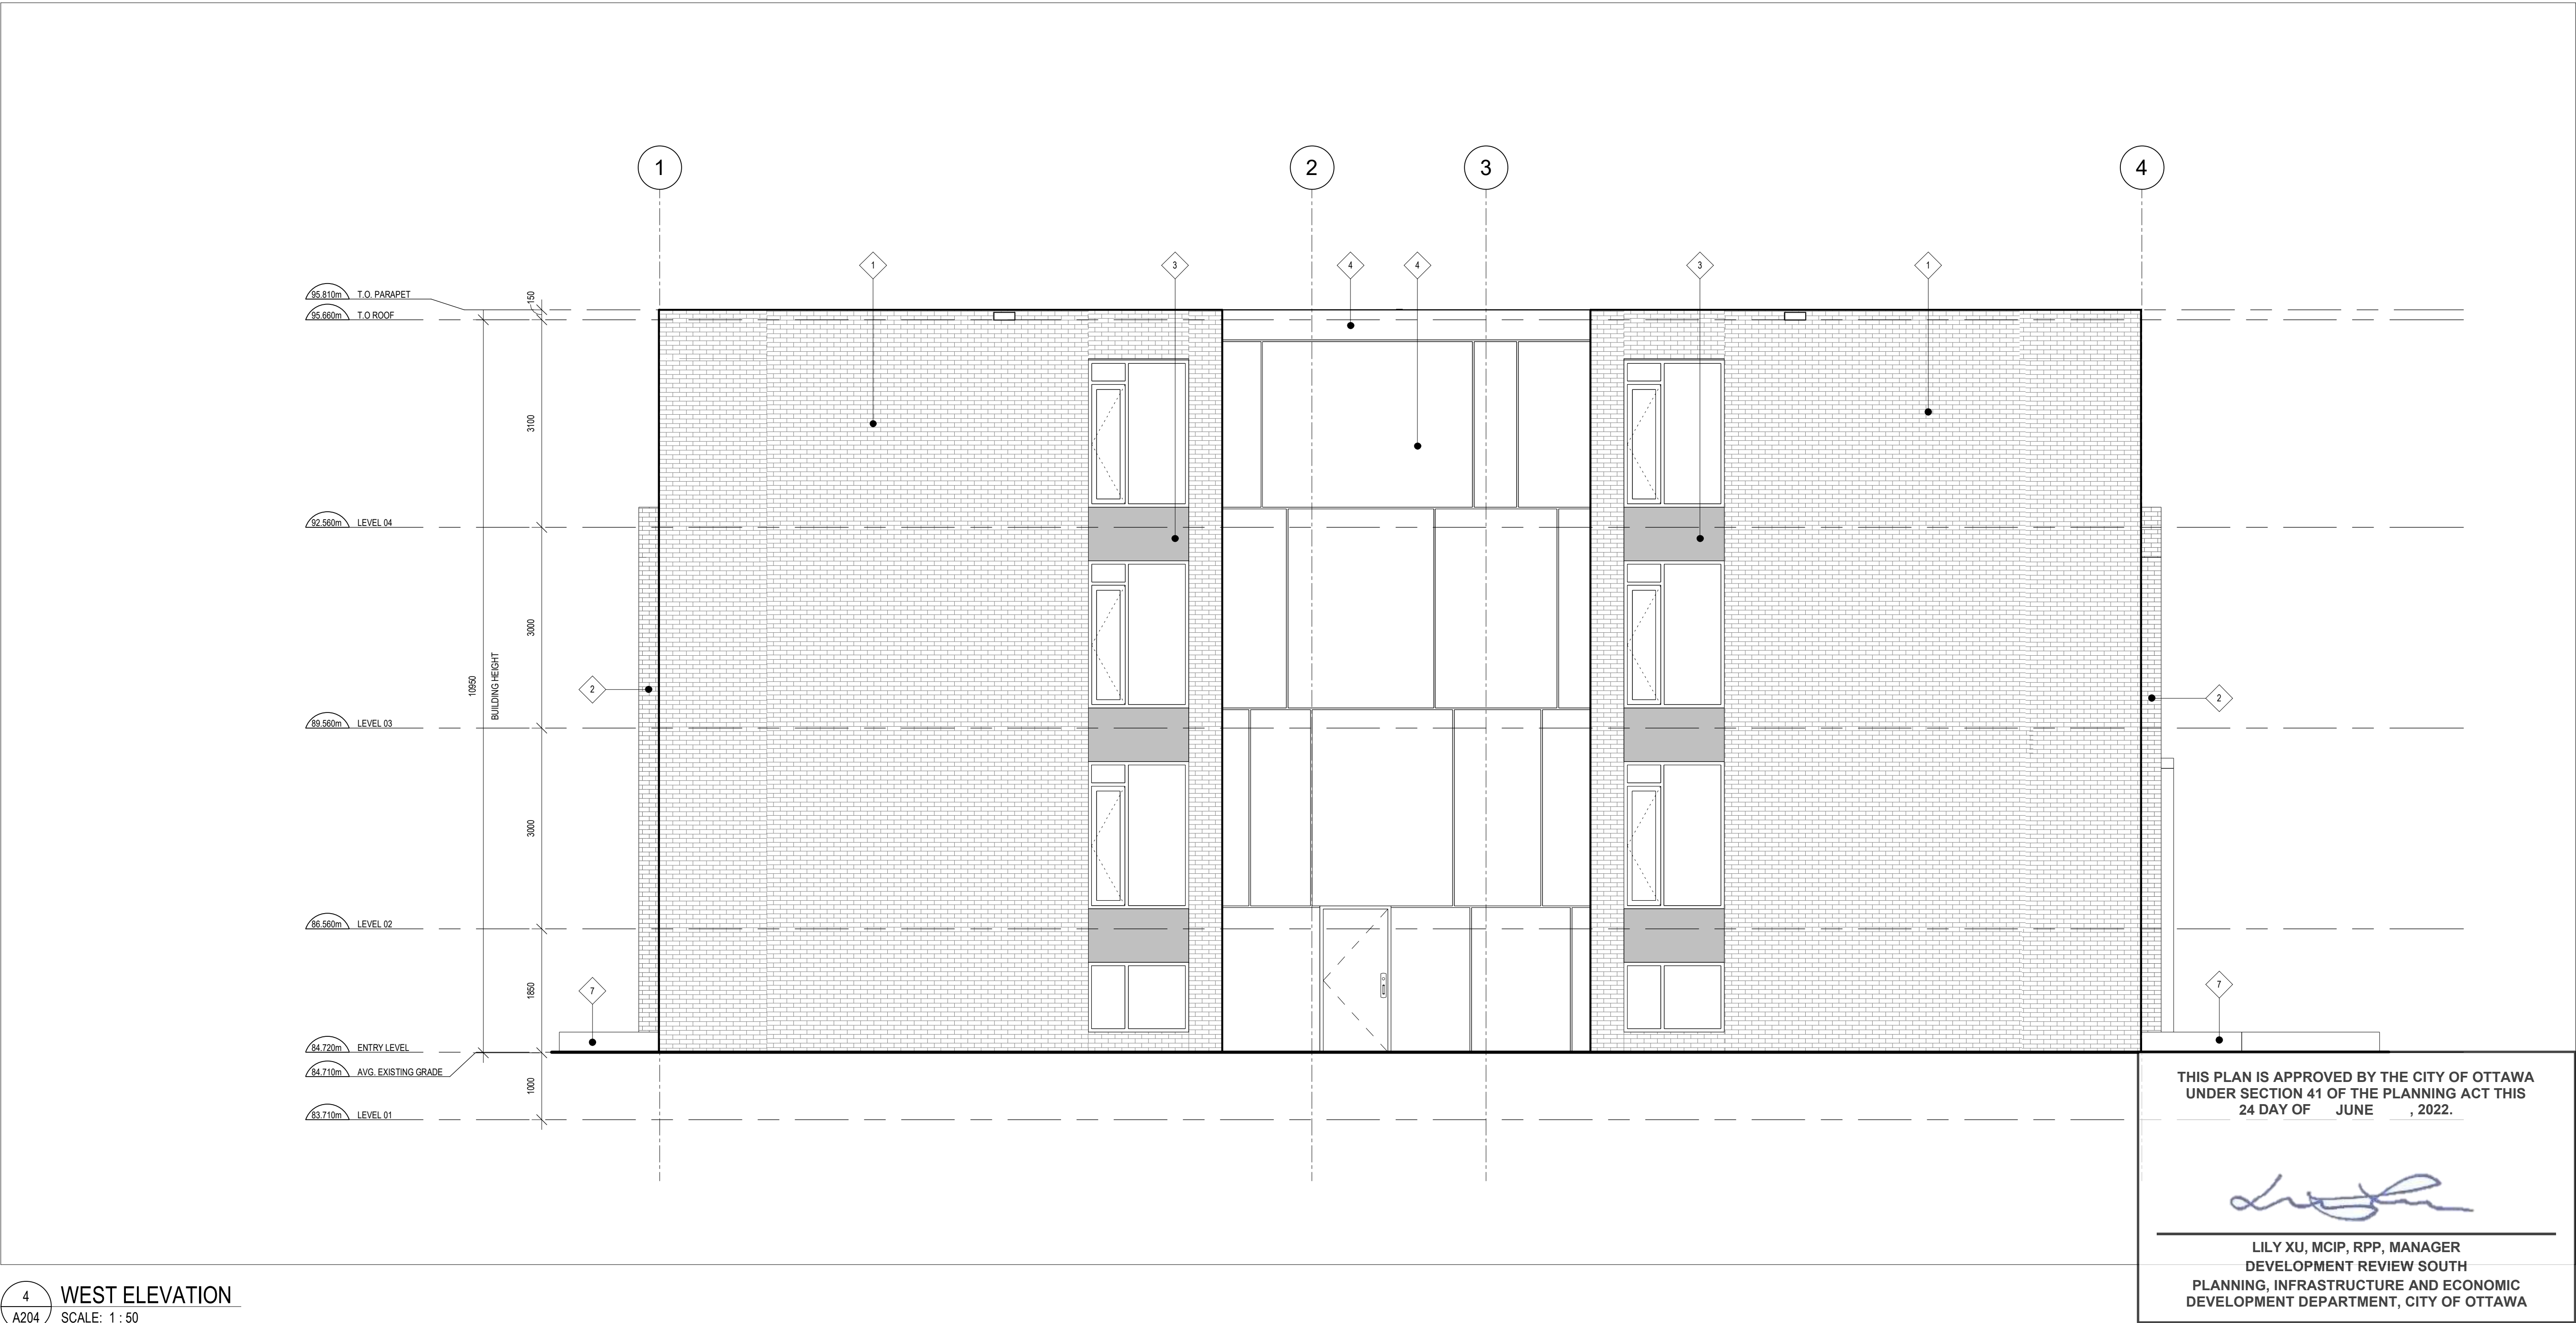 1
2
3
4
1
3
4
4
3
1
95.810m T.O. PARAPET
150
95.660m T.O ROOF
3100
92.560m LEVEL 04
3000
10950
BUILDING HEIGHT
2
2
89.560m LEVEL 03
3000
86.560m LEVEL 02
1850
7
7
84.720m ENTRY LEVEL
84.710m AVG. EXISTING GRADE
1000
83.710m LEVEL 01
THIS PLAN IS APPROVED BY THE CITY OF OTTAWA
UNDER SECTION 41 OF THE PLANNING ACT THIS
24 DAY OF JUNE , 2022.
LILY XU, MCIP, RPP, MANAGER
DEVELOPMENT REVIEW SOUTH
PLANNING, INFRASTRUCTURE AND ECONOMIC
DEVELOPMENT DEPARTMENT, CITY OF OTTAWA
4
A204
WEST ELEVATION
SCALE: 1 : 50